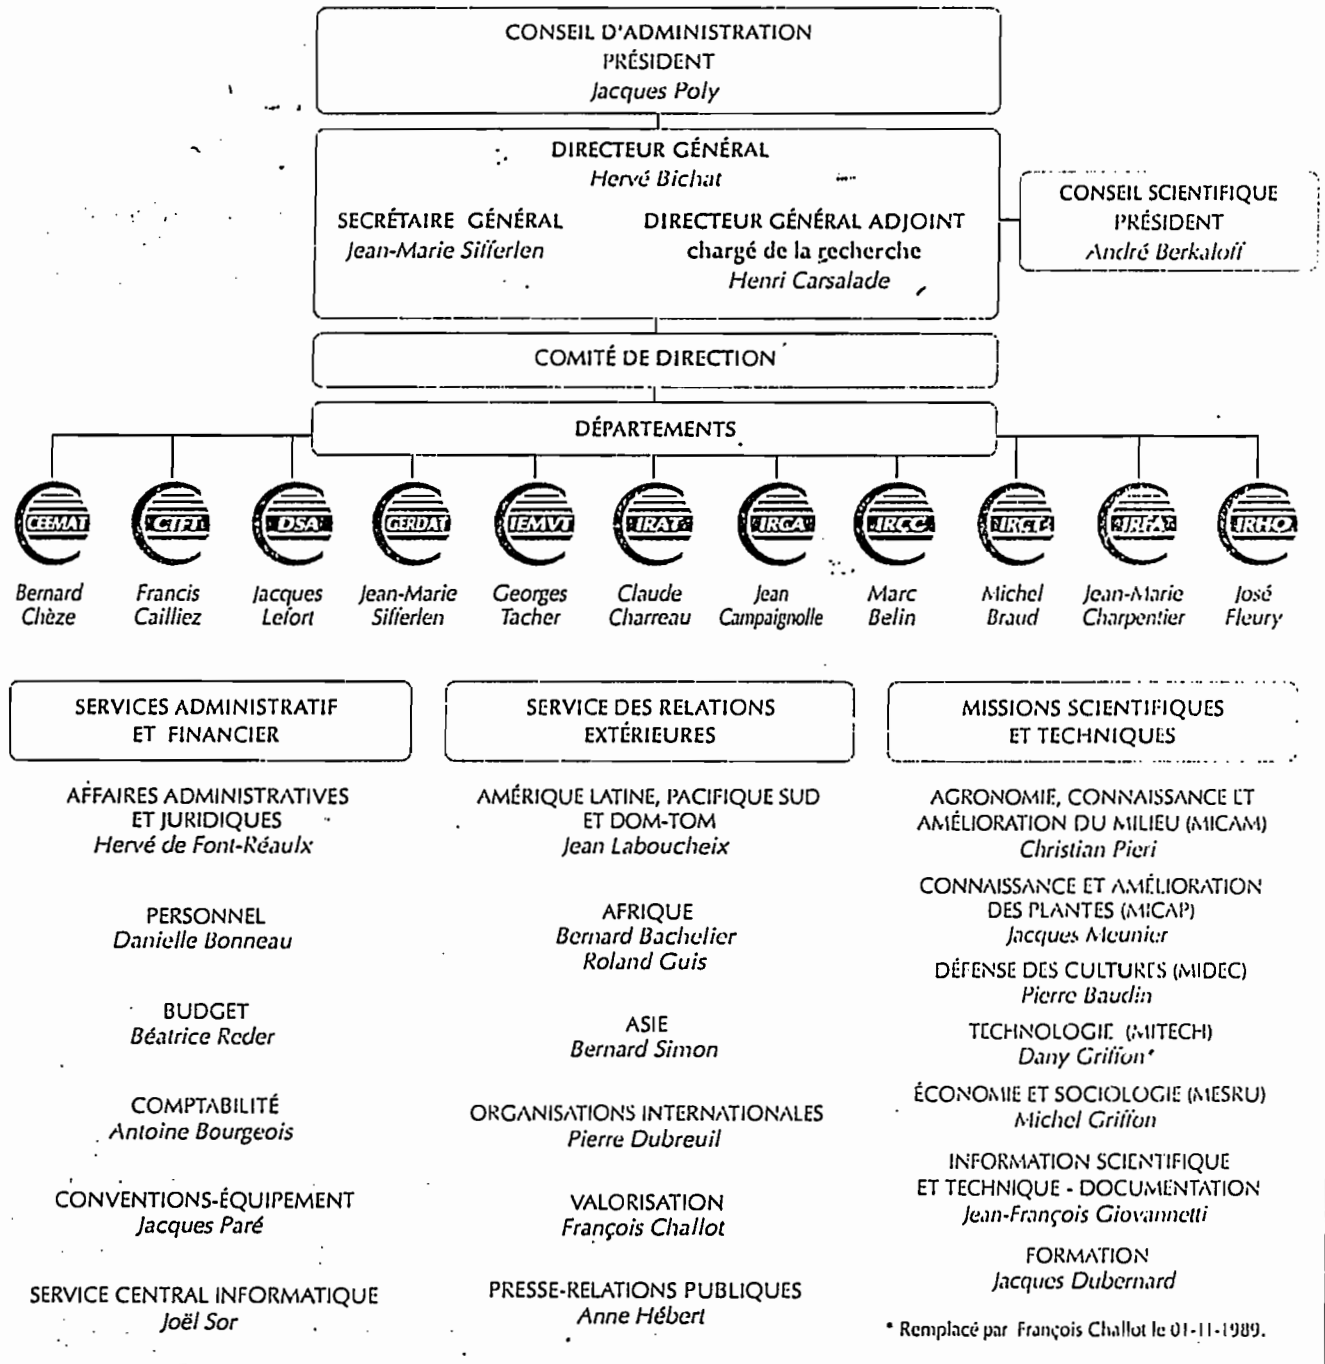 CONSEIL D'ADMINISTRATION
PRÉSIDENT
Jacques Poly
DIRECTEUR GÉNÉRAL
Hervé Bichat
SECRÉTAIRE GÉNÉRAL
Jean-Marie Sifferlen
DIRECTEUR GÉNÉRAL ADJOINT
chargé de la recherche
Henri Carsalade
CONSEIL SCIENTIFIQUE
PRÉSIDENT
André Berkaloff
COMITÉ DE DIRECTION
DÉPARTEMENTS
CEEMAT
CTFT
DSA
GERDAT
IEMVT
IRAT
IRCA
IRCC
IRCT
IRFA
IRHO
Bernard
Chèze
Francis
Cailliez
Jacques
Lefort
Jean-Marie
Sifferlen
Georges
Tacher
Claude
Charreau
Jean
Campaignolle
Marc
Belin
Michel
Braud
Jean-Marie
Charpentier
José
Fleury
SERVICES ADMINISTRATIF
ET FINANCIER
AFFAIRES ADMINISTRATIVES
ET JURIDIQUES
Hervé de Font-Réaulx
PERSONNEL
Danielle Bonneau
BUDGET
Béatrice Reder
COMPTABILITÉ
Antoine Bourgeois
CONVENTIONS-ÉQUIPEMENT
Jacques Paré
SERVICE CENTRAL INFORMATIQUE
Joël Sor
SERVICE DES RELATIONS
EXTÉRIEURES
AMÉRIQUE LATINE, PACIFIQUE SUD
ET DOM-TOM
Jean Laboucheix
AFRIQUE
Bernard Bachelier
Roland Guis
ASIE
Bernard Simon
ORGANISATIONS INTERNATIONALES
Pierre Dubreuil
VALORISATION
François Challot
PRESSE-RELATIONS PUBLIQUES
Anne Hébert
MISSIONS SCIENTIFIQUES
ET TECHNIQUES
AGRONOMIE, CONNAISSANCE ET
AMÉLIORATION DU MILIEU (MICAM)
Christian Pieri
CONNAISSANCE ET AMÉLIORATION
DES PLANTES (MICAP)
Jacques Meunier
DÉFENSE DES CULTURES (MIDEC)
Pierre Baudin
TECHNOLOGIE (MITECH)
Dany Griffon*
ÉCONOMIE ET SOCIOLOGIE (MESRU)
Michel Griffon
INFORMATION SCIENTIFIQUE
ET TECHNIQUE - DOCUMENTATION
Jean-François Giovannetti
FORMATION
Jacques Dubernard
* Remplacé par François Challot le 01-11-1989.